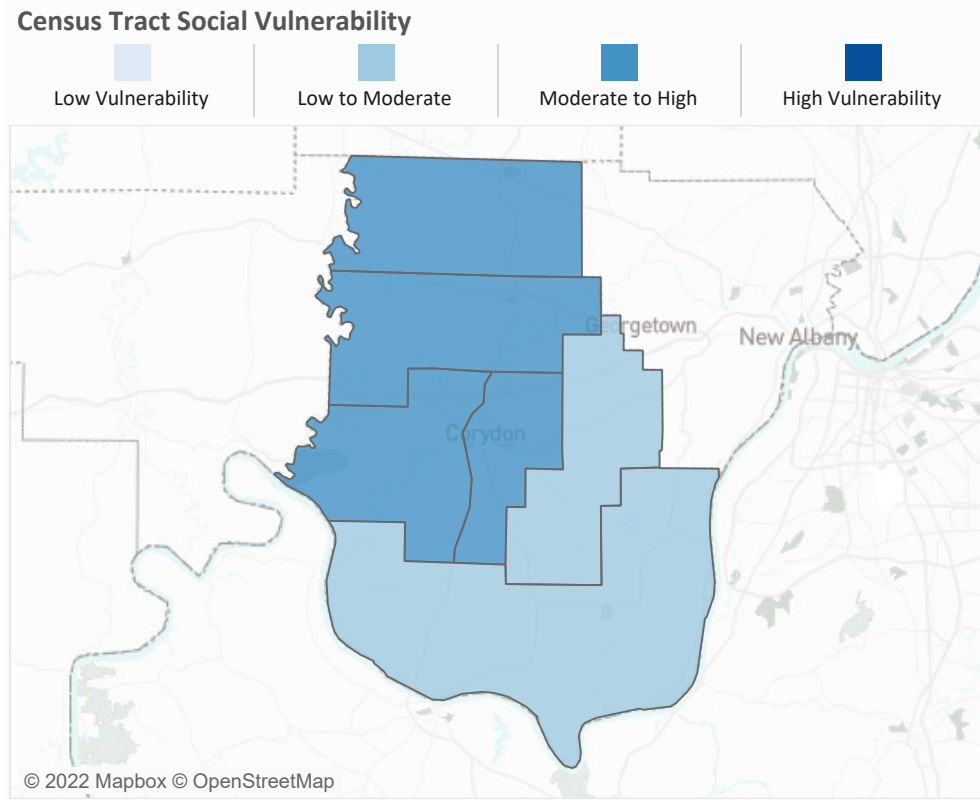 Census Tract Social Vulnerability
Low Vulnerability
Low to Moderate
Moderate to High
High Vulnerability
Georgetown
New Albany
Corydon
© 2022 Mapbox © OpenStreetMap